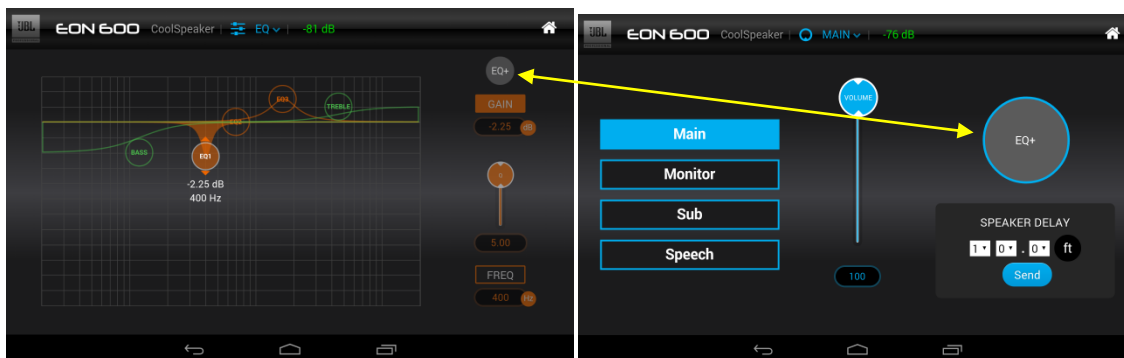 JBL EON 600 CoolSpeaker | EQ | -81 dB
EQ+
GAIN
-2.25 dB
EQ3
TREBLE
EQ2
BASS
EQ1
-2.25 dB
400 Hz
Q
5.00
FREQ
400 Hz
JBL EON 600 CoolSpeaker | MAIN | -76 dB
VOLUME
Main
Monitor
Sub
Speech
100
EQ+
SPEAKER DELAY
1 0 . 0 ft
Send